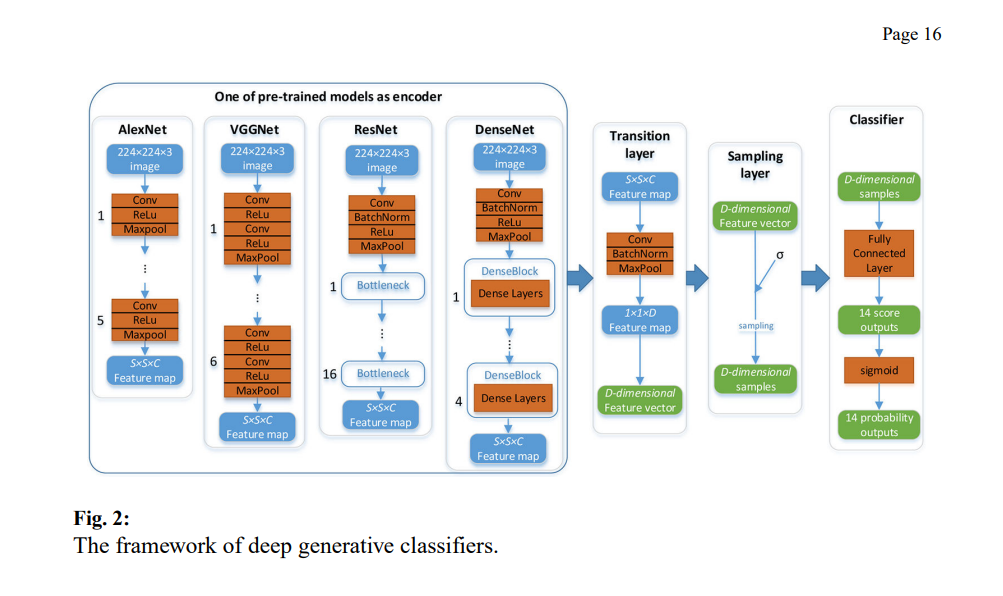 Page 16
One of pre-trained models as encoder
AlexNet
224×224×3
image
1
Conv
ReLu
Maxpool
⋮
5
Conv
ReLu
Maxpool
S×S×C
Feature map
VGGNet
224×224×3
image
1
Conv
ReLu
Conv
ReLu
MaxPool
⋮
6
Conv
ReLu
Conv
ReLu
MaxPool
S×S×C
Feature map
ResNet
224×224×3
image
Conv
BatchNorm
ReLu
MaxPool
1
Bottleneck
⋮
16
Bottleneck
S×S×C
Feature map
DenseNet
224×224×3
image
Conv
BatchNorm
ReLu
MaxPool
DenseBlock
1
Dense Layers
⋮
DenseBlock
4
Dense Layers
S×S×C
Feature map
Transition
layer
S×S×C
Feature map
Conv
BatchNorm
MaxPool
1×1×D
Feature map
D-dimensional
Feature vector
Sampling
layer
D-dimensional
Feature vector
σ
sampling
D-dimensional
samples
Classifier
D-dimensional
samples
Fully
Connected
Layer
14 score
outputs
sigmoid
14 probability
outputs
Fig. 2:
The framework of deep generative classifiers.